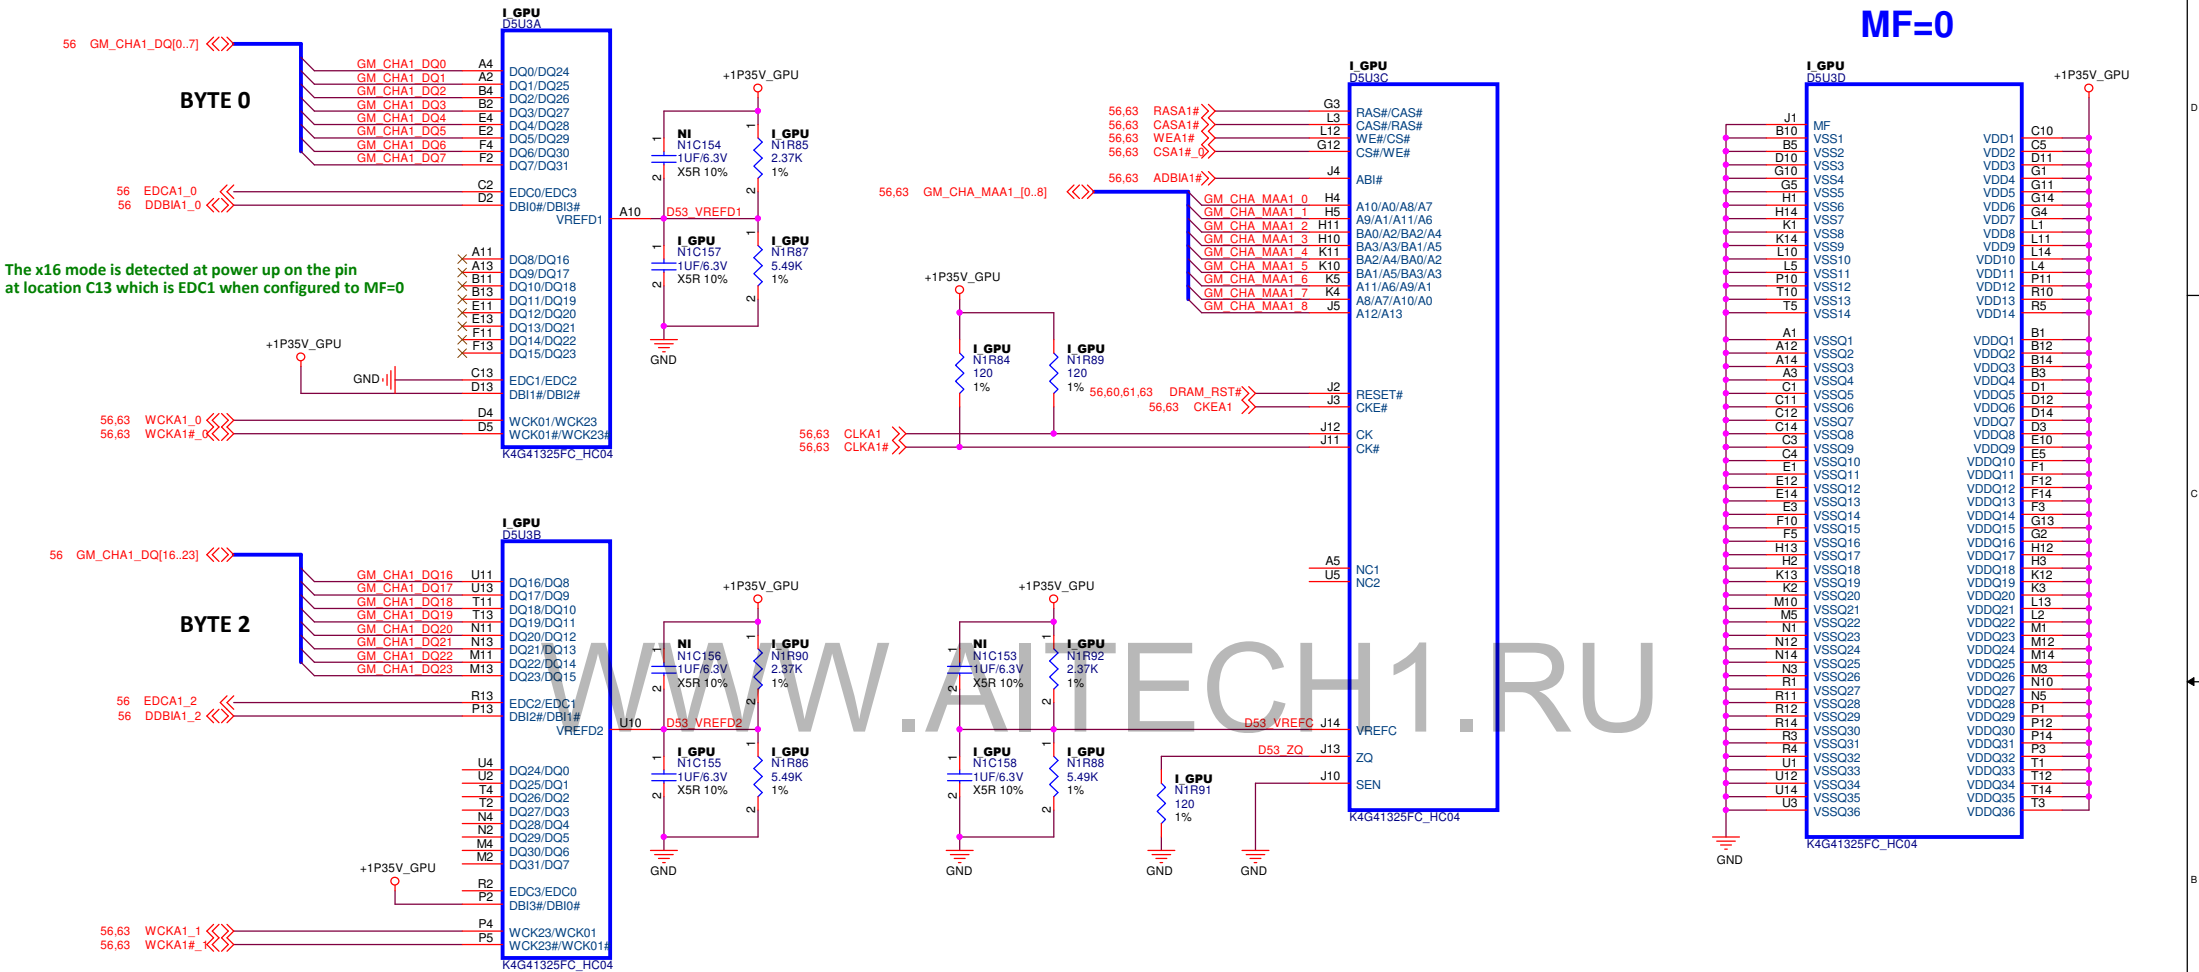 MF=0
I_GPU
D5U3A
56 GM_CHA1_DQ[0..7]
BYTE 0
GM_CHA1_DQ0 A4 DQ0/DQ24
GM_CHA1_DQ1 A2 DQ1/DQ25
GM_CHA1_DQ2 B4 DQ2/DQ26
GM_CHA1_DQ3 B2 DQ3/DQ27
GM_CHA1_DQ4 E4 DQ4/DQ28
GM_CHA1_DQ5 E2 DQ5/DQ29
GM_CHA1_DQ6 F4 DQ6/DQ30
GM_CHA1_DQ7 F2 DQ7/DQ31
56 EDCA1_0 C2 EDC0/EDC3
56 DDBIA1_0 D2 DBI0#/DBI3#
VREFD1 A10 D53_VREFD1
The x16 mode is detected at power up on the pin
at location C13 which is EDC1 when configured to MF=0
A11 DQ8/DQ16
A13 DQ9/DQ17
B11 DQ10/DQ18
B13 DQ11/DQ19
E11 DQ12/DQ20
E13 DQ13/DQ21
F11 DQ14/DQ22
F13 DQ15/DQ23
+1P35V_GPU
GND C13 EDC1/EDC2
D13 DBI1#/DBI2#
56,63 WCKA1_0 D4 WCK01/WCK23
56,63 WCKA1#_0 D5 WCK01#/WCK23#
K4G41325FC_HC04
+1P35V_GPU
1 NI
N1C154
1UF/6.3V
2 X5R 10%
1 I_GPU
N1R85
2.37K
1%
2
1 I_GPU
N1C157
1UF/6.3V
X5R 10%
2
1 I_GPU
N1R87
5.49K
1%
2
GND
I_GPU
D5U3B
56 GM_CHA1_DQ[16..23]
BYTE 2
GM_CHA1_DQ16 U11 DQ16/DQ8
GM_CHA1_DQ17 U13 DQ17/DQ9
GM_CHA1_DQ18 T11 DQ18/DQ10
GM_CHA1_DQ19 T13 DQ19/DQ11
GM_CHA1_DQ20 N11 DQ20/DQ12
GM_CHA1_DQ21 N13 DQ21/DQ13
GM_CHA1_DQ22 M11 DQ22/DQ14
GM_CHA1_DQ23 M13 DQ23/DQ15
56 EDCA1_2 R13 EDC2/EDC1
56 DDBIA1_2 P13 DBI2#/DBI1#
VREFD2 U10 D53_VREFD2
U4 DQ24/DQ0
U2 DQ25/DQ1
T4 DQ26/DQ2
T2 DQ27/DQ3
N4 DQ28/DQ4
N2 DQ29/DQ5
M4 DQ30/DQ6
M2 DQ31/DQ7
+1P35V_GPU
R2 EDC3/EDC0
P2 DBI3#/DBI0#
56,63 WCKA1_1 P4 WCK23/WCK01
56,63 WCKA1#_1 P5 WCK23#/WCK01#
K4G41325FC_HC04
+1P35V_GPU
1 NI
N1C156
1UF/6.3V
2 X5R 10%
1 I_GPU
N1R90
2.37K
1%
2
1 I_GPU
N1C155
1UF/6.3V
X5R 10%
2
1 I_GPU
N1R86
5.49K
1%
2
GND
I_GPU
D5U3C
56,63 RASA1# G3 RAS#/CAS#
56,63 CASA1# L3 CAS#/RAS#
56,63 WEA1# L12 WE#/CS#
56,63 CSA1#_0 G12 CS#/WE#
56,63 ADBIA1# J4 ABI#
56,63 GM_CHA_MAA1_[0..8]
GM_CHA_MAA1_0 H4 A10/A0/A8/A7
GM_CHA_MAA1_1 H5 A9/A1/A11/A6
GM_CHA_MAA1_2 H11 BA0/A2/BA2/A4
GM_CHA_MAA1_3 H10 BA3/A3/BA1/A5
GM_CHA_MAA1_4 K11 BA2/A4/BA0/A2
GM_CHA_MAA1_5 K10 BA1/A5/BA3/A3
GM_CHA_MAA1_6 K5 A11/A6/A9/A1
GM_CHA_MAA1_7 K4 A8/A7/A10/A0
GM_CHA_MAA1_8 J5 A12/A13
+1P35V_GPU
I_GPU
N1R84
120
1%
I_GPU
N1R89
120
1%
56,60,61,63 DRAM_RST# J2 RESET#
56,63 CKEA1 J3 CKE#
56,63 CLKA1 J12 CK
56,63 CLKA1# J11 CK#
A5 NC1
U5 NC2
+1P35V_GPU
1 NI
N1C153
1UF/6.3V
2 X5R 10%
1 I_GPU
N1R92
2.37K
1%
2
D53_VREFC J14 VREFC
D53_ZQ J13 ZQ
J10 SEN
1 I_GPU
N1C158
1UF/6.3V
X5R 10%
2
1 I_GPU
N1R88
5.49K
1%
2
I_GPU
N1R91
120
1%
K4G41325FC_HC04
GND
GND
GND
I_GPU
D5U3D
+1P35V_GPU
J1 MF
B10 VSS1 VDD1 C10
B5 VSS2 VDD2 C5
D10 VSS3 VDD3 D11
G10 VSS4 VDD4 G1
G5 VSS5 VDD5 G11
H1 VSS6 VDD6 G14
H14 VSS7 VDD7 G4
K1 VSS8 VDD8 L1
K14 VSS9 VDD9 L11
L10 VSS10 VDD10 L14
L5 VSS11 VDD11 L4
P10 VSS12 VDD12 P11
T10 VSS13 VDD13 R10
T5 VSS14 VDD14 R5
A1 VSSQ1 VDDQ1 B1
A12 VSSQ2 VDDQ2 B12
A14 VSSQ3 VDDQ3 B14
A3 VSSQ4 VDDQ4 B3
C1 VSSQ5 VDDQ5 D1
C11 VSSQ6 VDDQ6 D12
C12 VSSQ7 VDDQ7 D14
C14 VSSQ8 VDDQ8 D3
C3 VSSQ9 VDDQ9 E10
C4 VSSQ10 VDDQ10 E5
E1 VSSQ11 VDDQ11 F1
E12 VSSQ12 VDDQ12 F12
E14 VSSQ13 VDDQ13 F14
E3 VSSQ14 VDDQ14 F3
F10 VSSQ15 VDDQ15 G13
F5 VSSQ16 VDDQ16 G2
H13 VSSQ17 VDDQ17 H12
H2 VSSQ18 VDDQ18 H3
K13 VSSQ19 VDDQ19 K12
K2 VSSQ20 VDDQ20 K3
M10 VSSQ21 VDDQ21 L13
M5 VSSQ22 VDDQ22 L2
N1 VSSQ23 VDDQ23 M1
N12 VSSQ24 VDDQ24 M12
N14 VSSQ25 VDDQ25 M14
N3 VSSQ26 VDDQ26 M3
R1 VSSQ27 VDDQ27 N10
R11 VSSQ28 VDDQ28 N5
R12 VSSQ29 VDDQ29 P1
R14 VSSQ30 VDDQ30 P12
R3 VSSQ31 VDDQ31 P14
R4 VSSQ32 VDDQ32 P3
U1 VSSQ33 VDDQ33 T1
U12 VSSQ34 VDDQ34 T12
U14 VSSQ35 VDDQ35 T14
U3 VSSQ36 VDDQ36 T3
K4G41325FC_HC04
GND
D
C
B
WWW.AITECH1.RU